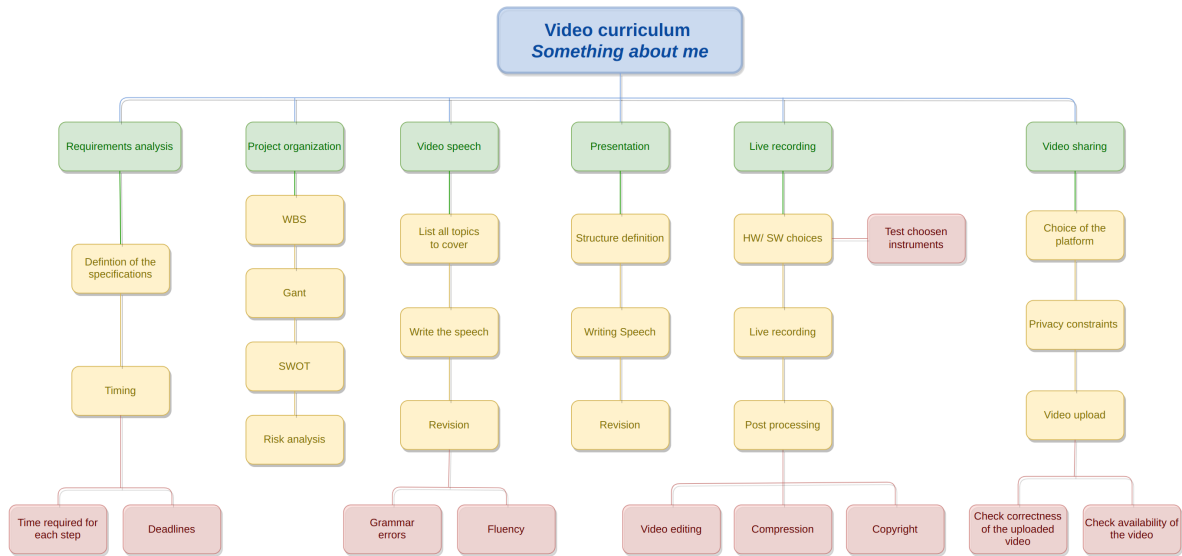 Video curriculum
Something about me
Requirements analysis
Project organization
Video speech
Presentation
Live recording
Video sharing
WBS
List all topics
to cover
Structure definition
HW/ SW choices
Test choosen
instruments
Choice of the
platform
Defintion of the
specifications
Gant
Write the speech
Writing Speech
Live recording
Privacy constraints
SWOT
Timing
Revision
Revision
Post processing
Video upload
Risk analysis
Time required for
each step
Deadlines
Grammar
errors
Fluency
Video editing
Compression
Copyright
Check correctness
of the uploaded
video
Check availability of
the video